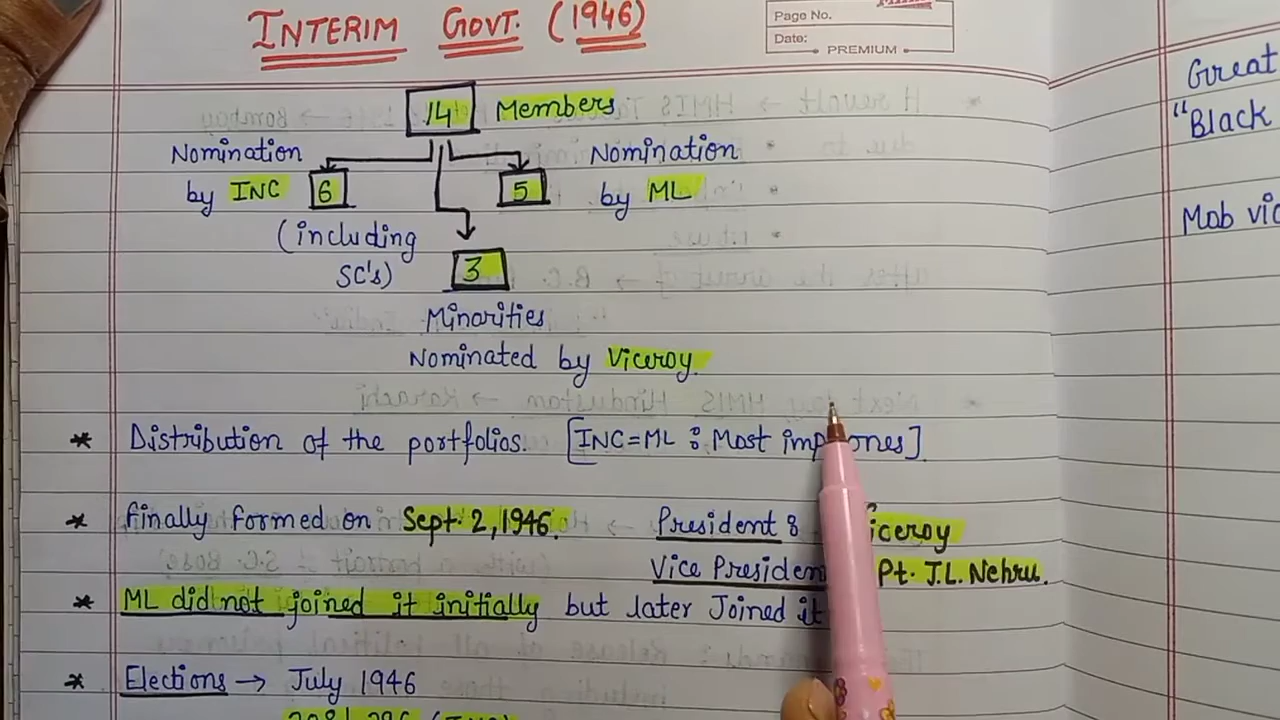 INTERIM GOVT. (1946)
Page No.
Date:
PREMIUM
14 Members
Nomination by INC 6
(including SC's)
5 Nomination by ML
3
Minorities
Nominated by Viceroy.
* Distribution of the portfolios. [INC=ML : Most imp ones]
* Finally formed on Sept. 2, 1946.
President : Viceroy
Vice President Pt. J.L. Nehru.
* ML did not joined it initially but later Joined it
* Elections → July 1946
Great
"Black
Mob